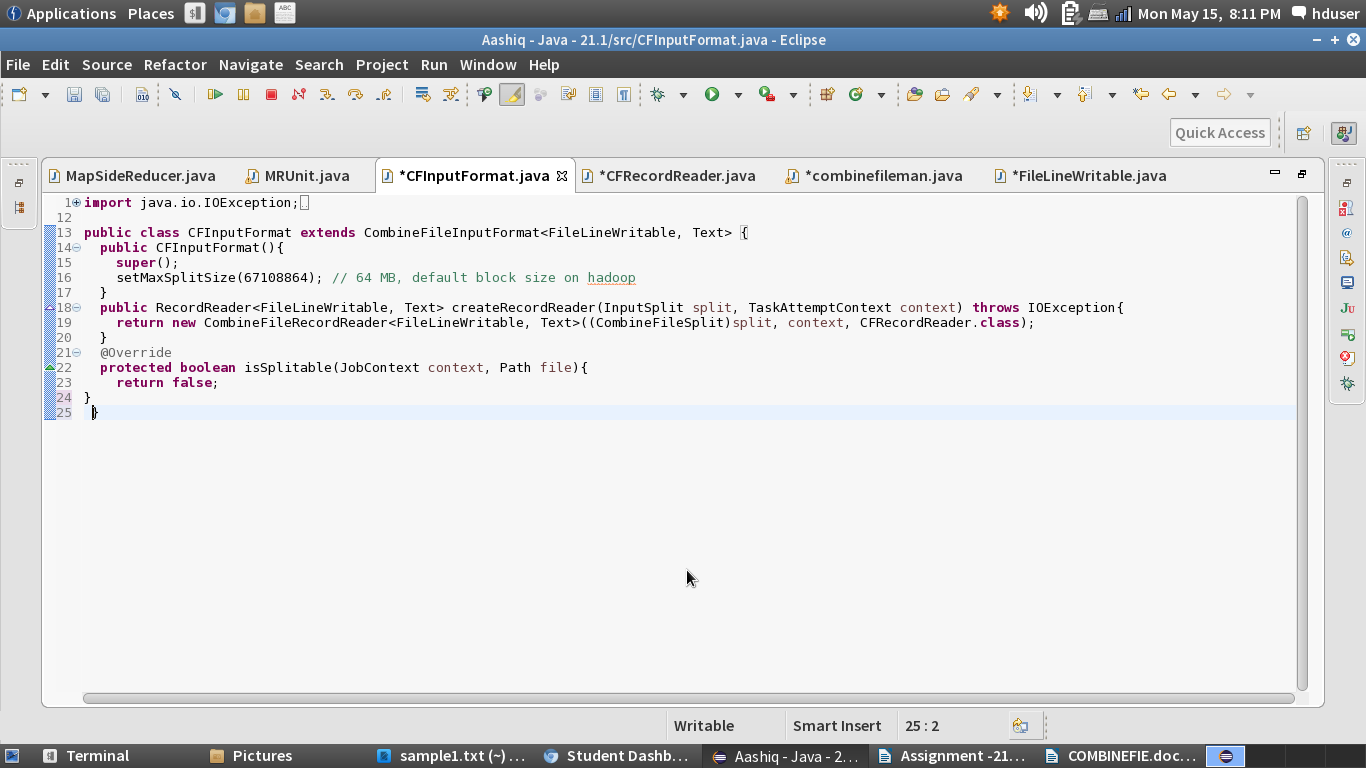 Applications Places ABC Mon May 15, 8:11 PM hduser
Aashiq - Java - 21.1/src/CFInputFormat.java - Eclipse
File Edit Source Refactor Navigate Search Project Run Window Help
Quick Access
MapSideReducer.java MRUnit.java *CFInputFormat.java *CFRecordReader.java *combinefileman.java *FileLineWritable.java
1 import java.io.IOException;
12
13 public class CFInputFormat extends CombineFileInputFormat<FileLineWritable, Text> {
14 public CFInputFormat(){
15 super();
16 setMaxSplitSize(67108864); // 64 MB, default block size on hadoop
17 }
18 public RecordReader<FileLineWritable, Text> createRecordReader(InputSplit split, TaskAttemptContext context) throws IOException{
19 return new CombineFileRecordReader<FileLineWritable, Text>((CombineFileSplit)split, context, CFRecordReader.class);
20 }
21 @Override
22 protected boolean isSplitable(JobContext context, Path file){
23 return false;
24 }
25 }
Writable Smart Insert 25 : 2
Terminal Pictures sample1.txt (~) ... Student Dashb... Aashiq - Java - 2... Assignment -21... COMBINEFIE.doc...